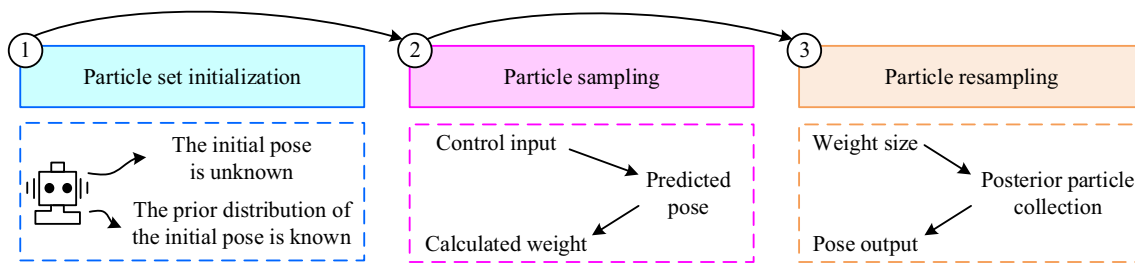 1
Particle set initialization
2
Particle sampling
3
Particle resampling
The initial pose
is unknown
The prior distribution of
the initial pose is known
Control input
Predicted
pose
Calculated weight
Weight size
Posterior particle
collection
Pose output